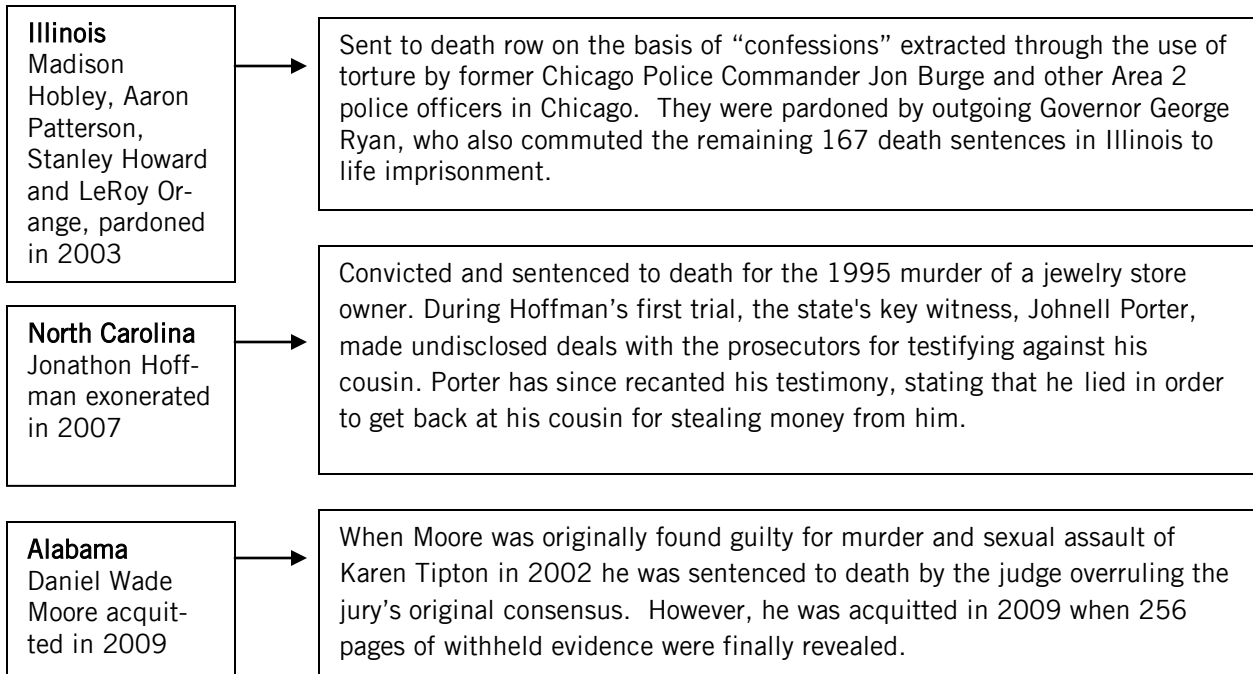 Illinois
Madison
Hobley, Aaron
Patterson,
Stanley Howard
and LeRoy Or-
ange, pardoned
in 2003
Sent to death row on the basis of “confessions” extracted through the use of
torture by former Chicago Police Commander Jon Burge and other Area 2
police officers in Chicago.  They were pardoned by outgoing Governor George
Ryan, who also commuted the remaining 167 death sentences in Illinois to
life imprisonment.
North Carolina
Jonathon Hoff-
man exonerated
in 2007
Convicted and sentenced to death for the 1995 murder of a jewelry store
owner. During Hoffman’s first trial, the state's key witness, Johnell Porter,
made undisclosed deals with the prosecutors for testifying against his
cousin. Porter has since recanted his testimony, stating that he lied in order
to get back at his cousin for stealing money from him.
Alabama
Daniel Wade
Moore acquit-
ted in 2009
When Moore was originally found guilty for murder and sexual assault of
Karen Tipton in 2002 he was sentenced to death by the judge overruling the
jury’s original consensus.  However, he was acquitted in 2009 when 256
pages of withheld evidence were finally revealed.